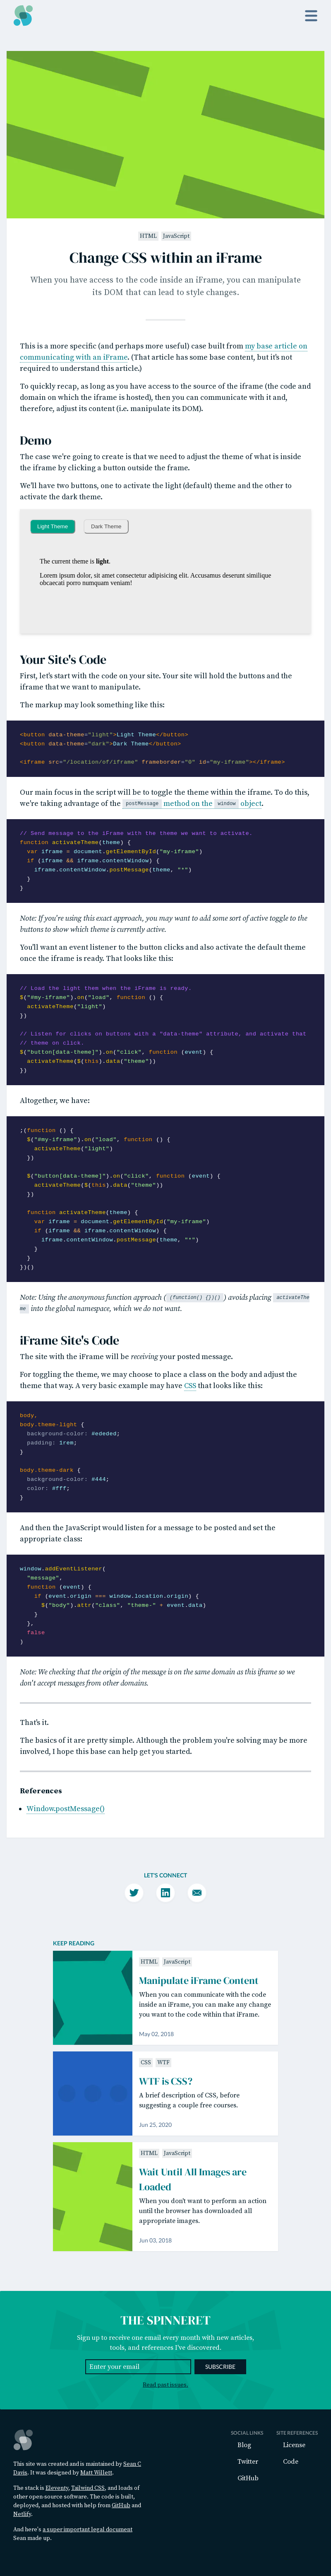 HTML JavaScript
Change CSS within an iFrame
When you have access to the code inside an iFrame, you can manipulate
its DOM that can lead to style changes.
This is a more specific (and perhaps more useful) case built from my base article on
communicating with an iFrame. (That article has some base content, but it's not
required to understand this article.)
To quickly recap, as long as you have access to the source of the iframe (the code and
domain on which the iframe is hosted), then you can communicate with it and,
therefore, adjust its content (i.e. manipulate its DOM).
Demo
The case we're going to create is that we need to adjust the theme of what is inside
the iframe by clicking a button outside the frame.
We'll have two buttons, one to activate the light (default) theme and the other to
activate the dark theme.
Light Theme Dark Theme
The current theme is light.
Lorem ipsum dolor, sit amet consectetur adipisicing elit. Accusamus deserunt similique
obcaecati porro numquam veniam!
Your Site's Code
First, let's start with the code on your site. Your site will hold the buttons and the
iframe that we want to manipulate.
The markup may look something like this:
<button data-theme="light">Light Theme</button>
<button data-theme="dark">Dark Theme</button>
<iframe src="/location/of/iframe" frameborder="0" id="my-iframe"></iframe>
Our main focus in the script will be to toggle the theme within the iframe. To do this,
we're taking advantage of the postMessage method on the window object.
// Send message to the iFrame with the theme we want to activate.
function activateTheme(theme) {
var iframe = document.getElementById("my-iframe")
if (iframe && iframe.contentWindow) {
iframe.contentWindow.postMessage(theme, "*")
}
}
Note: If you're using this exact approach, you may want to add some sort of active toggle to the
buttons to show which theme is currently active.
You'll want an event listener to the button clicks and also activate the default theme
once the iframe is ready. That looks like this:
// Load the light them when the iFrame is ready.
$("#my-iframe").on("load", function () {
activateTheme("light")
})
// Listen for clicks on buttons with a "data-theme" attribute, and activate that
// theme on click.
$("button[data-theme]").on("click", function (event) {
activateTheme($(this).data("theme"))
})
Altogether, we have:
;(function () {
$("#my-iframe").on("load", function () {
activateTheme("light")
})
$("button[data-theme]").on("click", function (event) {
activateTheme($(this).data("theme"))
})
function activateTheme(theme) {
var iframe = document.getElementById("my-iframe")
if (iframe && iframe.contentWindow) {
iframe.contentWindow.postMessage(theme, "*")
}
}
})()
Note: Using the anonymous function approach ( (function() {})() ) avoids placing activateThe
me into the global namespace, which we do not want.
iFrame Site's Code
The site with the iFrame will be receiving your posted message.
For toggling the theme, we may choose to place a class on the body and adjust the
theme that way. A very basic example may have CSS that looks like this:
body,
body.theme-light {
background-color: #ededed;
padding: 1rem;
}
body.theme-dark {
background-color: #444;
color: #fff;
}
And then the JavaScript would listen for a message to be posted and set the
appropriate class:
window.addEventListener(
"message",
function (event) {
if (event.origin === window.location.origin) {
$("body").attr("class", "theme-" + event.data)
}
},
false
)
Note: We checking that the origin of the message is on the same domain as this iframe so we
don't accept messages from other domains.
That's it.
The basics of it are pretty simple. Although the problem you're solving may be more
involved, I hope this base can help get you started.
References
Window.postMessage()
LET'S CONNECT
KEEP READING
HTML JavaScript
Manipulate iFrame Content
When you can communicate with the code
inside an iFrame, you can make any change
you want to the code within that iFrame.
May 02, 2018
CSS WTF
WTF is CSS?
A brief description of CSS, before
suggesting a couple free courses.
Jun 25, 2020
HTML JavaScript
Wait Until All Images are
Loaded
When you don't want to perform an action
until the browser has downloaded all
appropriate images.
Jun 03, 2018
THE SPINNERET
Sign up to receive one email every month with new articles,
tools, and references I've discovered.
Enter your email SUBSCRIBE
Read past issues.
This site was created and is maintained by Sean C
Davis. It was designed by Matt Willett.
The stack is Eleventy, Tailwind CSS, and loads of
other open source software. The code is built,
deployed, and hosted with help from GitHub and
Netlify.
And here's a super important legal document
Sean made up.
SOCIAL LINKS
Blog
Twitter
GitHub
SITE REFERENCES
License
Code